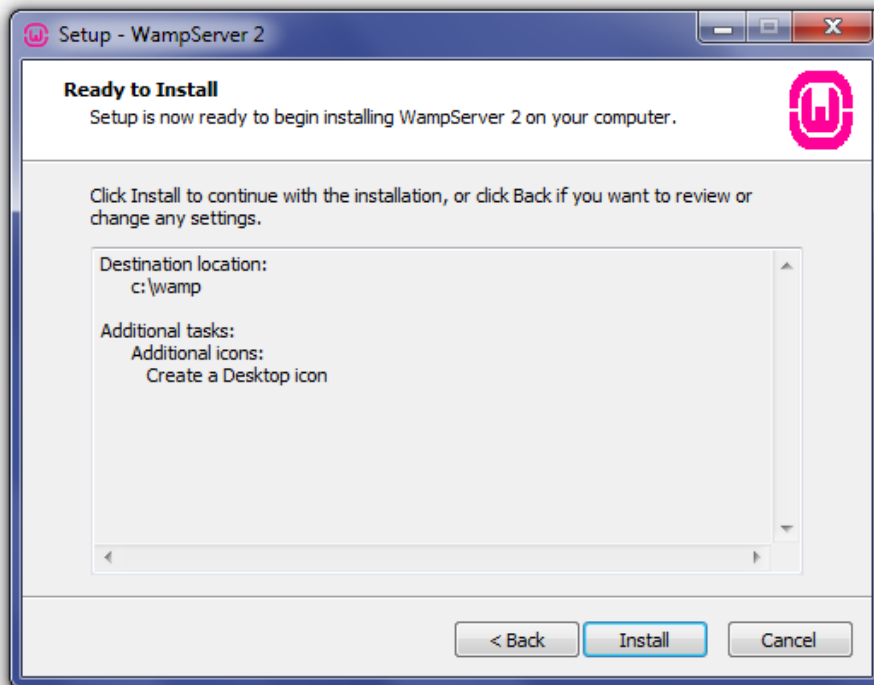 Setup - WampServer 2
Ready to Install
Setup is now ready to begin installing WampServer 2 on your computer.
Click Install to continue with the installation, or click Back if you want to review or
change any settings.
Destination location:
c:\wamp
Additional tasks:
Additional icons:
Create a Desktop icon
< Back Install Cancel